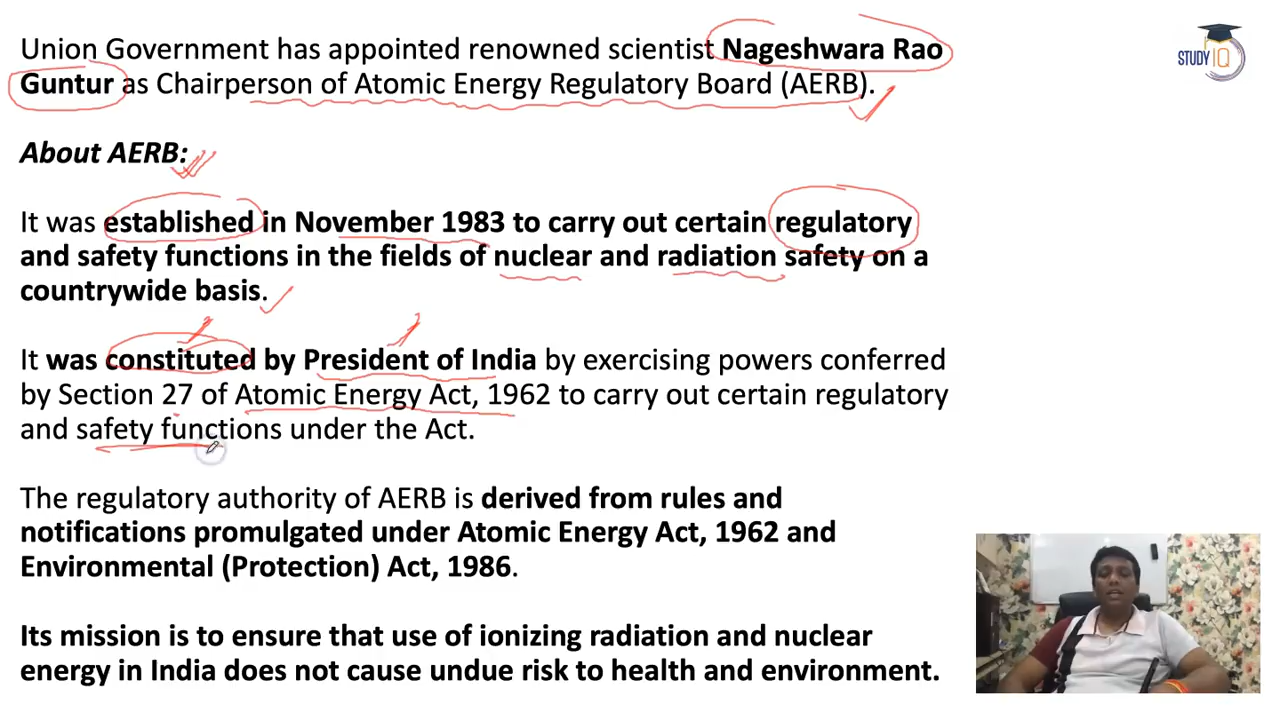 Union Government has appointed renowned scientist Nageshwara Rao
Guntur as Chairperson of Atomic Energy Regulatory Board (AERB).
STUDY IQ
About AERB:
It was established in November 1983 to carry out certain regulatory
and safety functions in the fields of nuclear and radiation safety on a
countrywide basis.
It was constituted by President of India by exercising powers conferred
by Section 27 of Atomic Energy Act, 1962 to carry out certain regulatory
and safety functions under the Act.
The regulatory authority of AERB is derived from rules and
notifications promulgated under Atomic Energy Act, 1962 and
Environmental (Protection) Act, 1986.
Its mission is to ensure that use of ionizing radiation and nuclear
energy in India does not cause undue risk to health and environment.